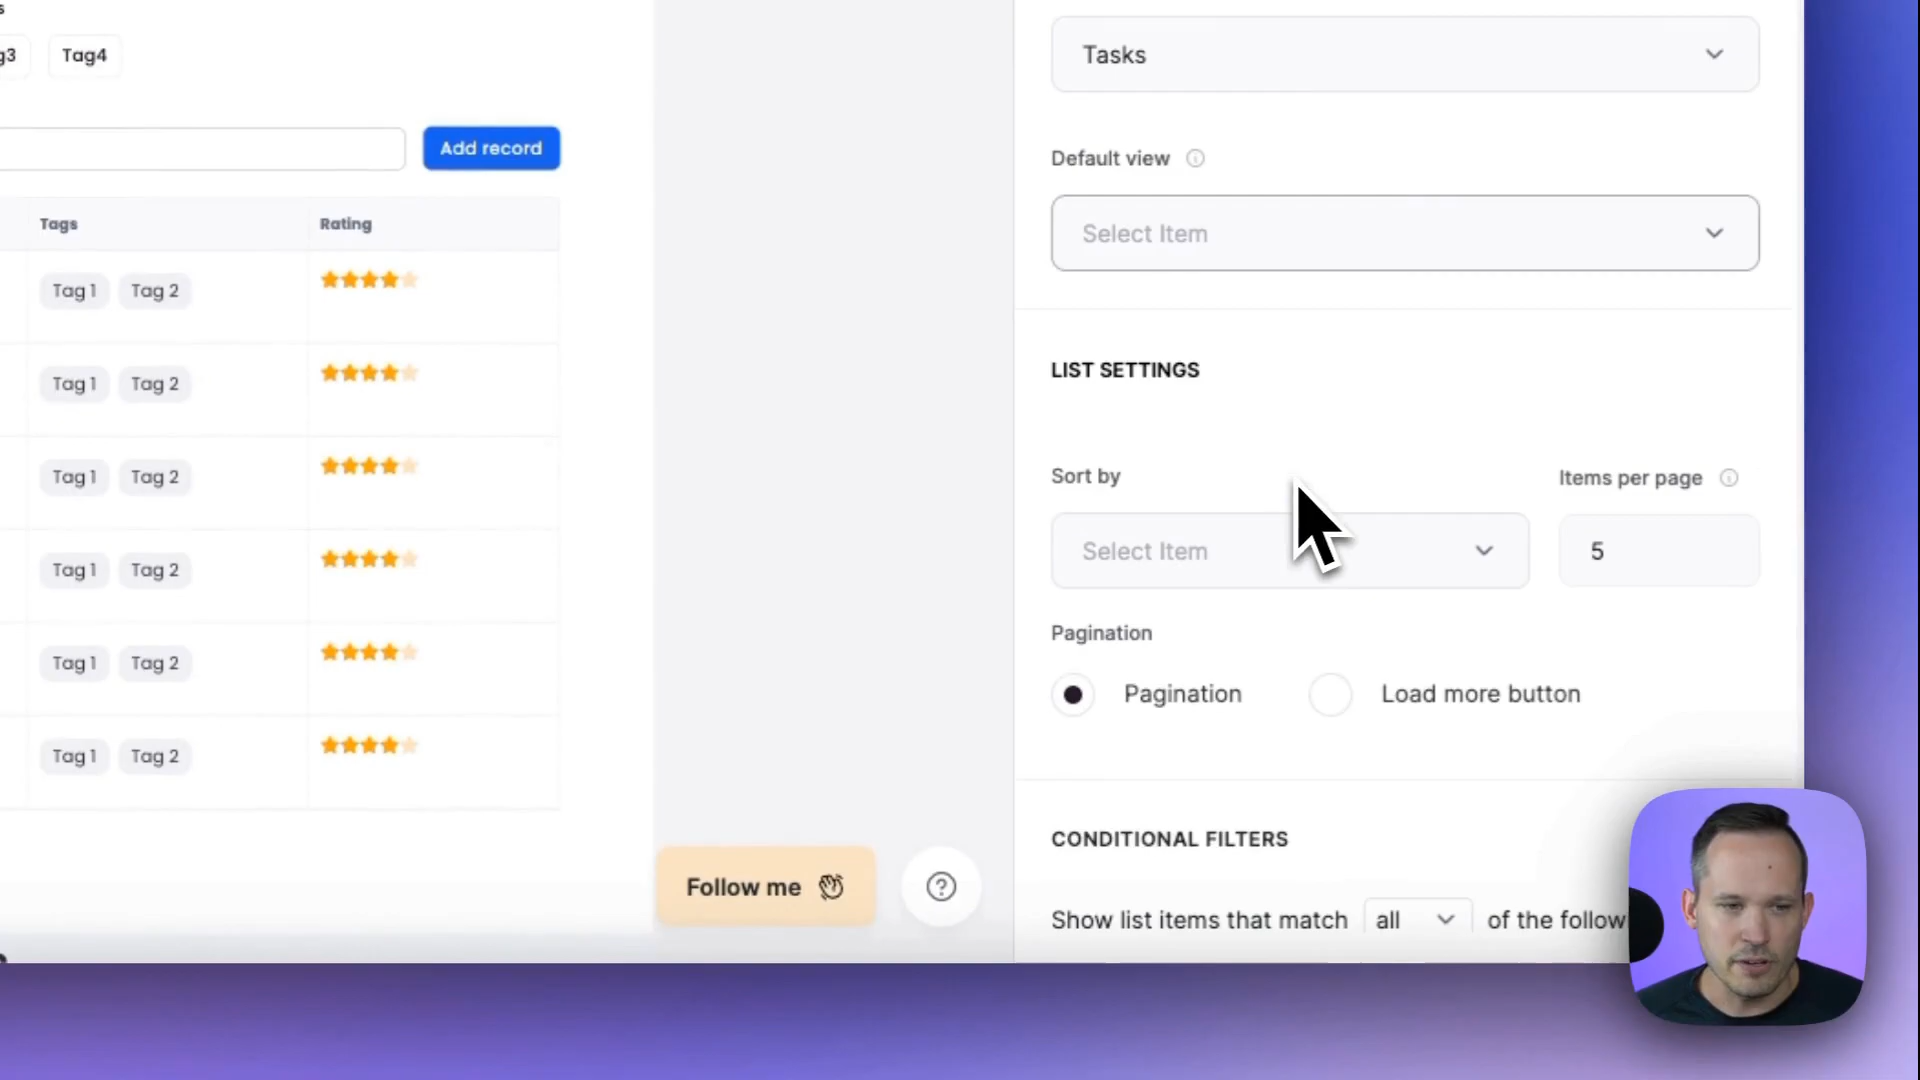 Tag4
Add record
Tags Rating
Tag 1 Tag 2
Tag 1 Tag 2
Tag 1 Tag 2
Tag 1 Tag 2
Tag 1 Tag 2
Tag 1 Tag 2
Follow me
Tasks
Default view
Select Item
LIST SETTINGS
Sort by
Items per page
Select Item
5
Pagination
Pagination
Load more button
CONDITIONAL FILTERS
Show list items that match all of the follow